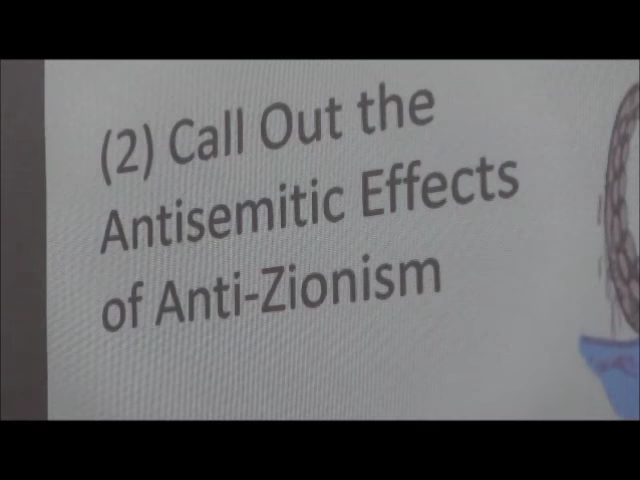 (2) Call Out the
Antisemitic Effects
of Anti-Zionism